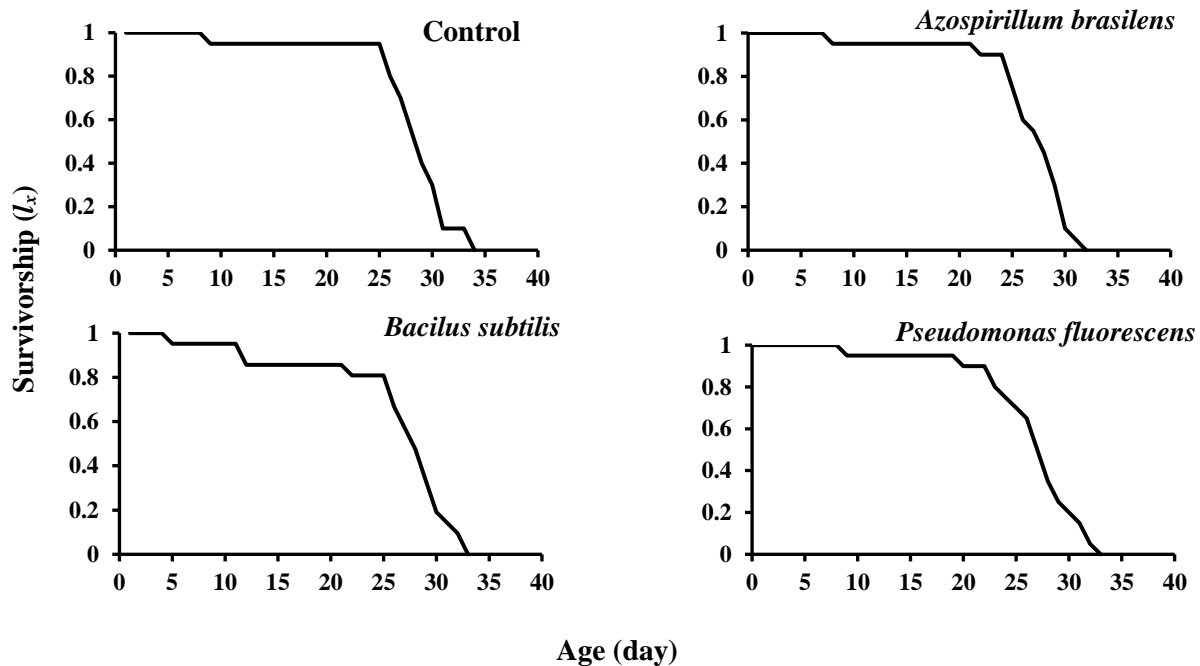 Control
1
0.8
0.6
0.4
0.2
0
0 5 10 15 20 25 30 35 40
Azospirillum brasilens
1
0.8
0.6
0.4
0.2
0
0 5 10 15 20 25 30 35 40
Survivorship (lx)
Bacilus subtilis
1
0.8
0.6
0.4
0.2
0
0 5 10 15 20 25 30 35 40
Pseudomonas fluorescens
1
0.8
0.6
0.4
0.2
0
0 5 10 15 20 25 30 35 40
Age (day)